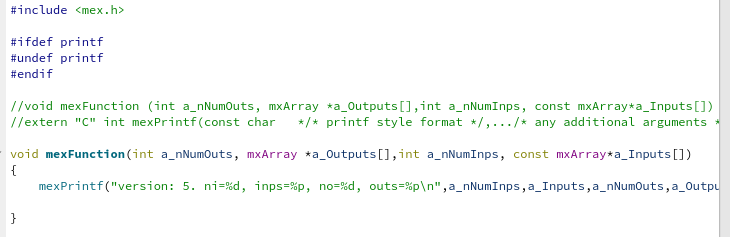 #include <mex.h>
#ifdef printf
#undef printf
#endif
//void mexFunction (int a_nNumOuts, mxArray *a_Outputs[],int a_nNumInps, const mxArray*a_Inputs[])
//extern "C" int mexPrintf(const char   */* printf style format */,.../* any additional arguments *
void mexFunction(int a_nNumOuts, mxArray *a_Outputs[],int a_nNumInps, const mxArray*a_Inputs[])
{
    mexPrintf("version: 5. ni=%d, inps=%p, no=%d, outs=%p\n",a_nNumInps,a_Inputs,a_nNumOuts,a_Outpu
}